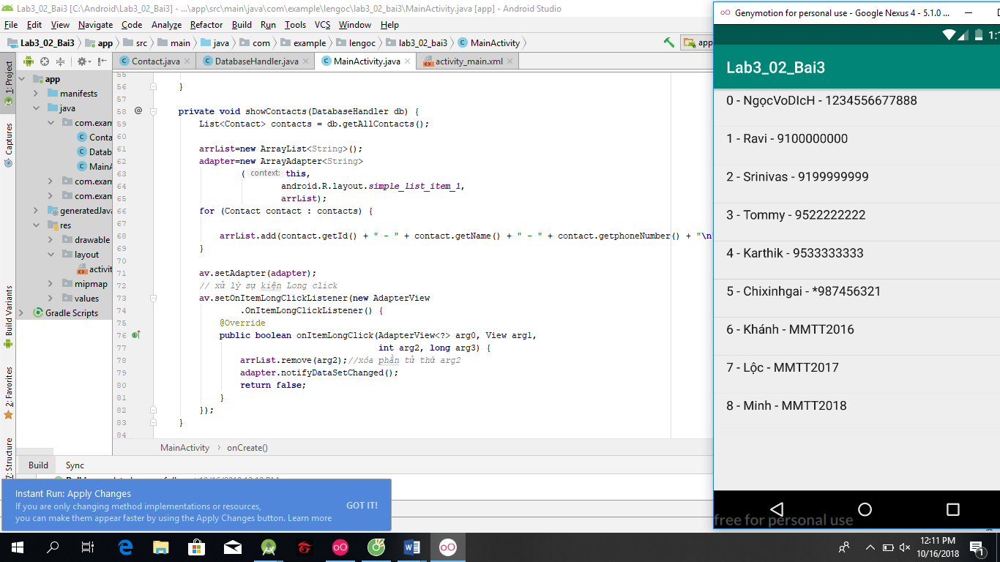 Lab3_02_Bai3 [C:\Android\Lab3_02_Bai3] - ...\app\src\main\java\com\example\lengoc\lab3_02_bai3\MainActivity.java [app] - Android Studio
File Edit View Navigate Code Analyze Refactor Build Run Tools VCS Window Help
Lab3_02_Bai3 app src main java com example lengoc lab3_02_bai3 MainActivity app
Contact.java DatabaseHandler.java MainActivity.java activity_main.xml
1: Project
Captures
Build Variants
2: Favorites
7: Structure
app
manifests
java
com.exam
Conta
Datab
MainA
com.exam
com.exam
generatedJava
res
drawable
layout
activit
mipmap
values
Gradle Scripts
55
56 }
57
58 @ private void showContacts(DatabaseHandler db) {
59 List<Contact> contacts = db.getAllContacts();
60
61 arrList=new ArrayList<String>();
62 adapter=new ArrayAdapter<String>
63 ( context: this,
64 android.R.layout.simple_list_item_1,
65 arrList);
66 for (Contact contact : contacts) {
67
68 arrList.add(contact.getId() + " - " + contact.getName() + " - " + contact.getphoneNumber() + "\n
69 }
70
71 av.setAdapter(adapter);
72 // xử lý sự kiện Long click
73 av.setOnItemLongClickListener(new AdapterView
74 .OnItemLongClickListener() {
75 @Override
76 public boolean onItemLongClick(AdapterView<?> arg0, View arg1,
77 int arg2, long arg3) {
78 arrList.remove(arg2);//xóa phần tử thứ arg2
79 adapter.notifyDataSetChanged();
80 return false;
81 }
82 });
83 }
84
MainActivity onCreate()
Build Sync
Instant Run: Apply Changes
If you are only changing method implementations or resources,
you can make them appear faster by using the Apply Changes button. Learn more
GOT IT!
Genymotion for personal use - Google Nexus 4 - 5.1.0 ...
Lab3_02_Bai3
0 - NgọcVoDIcH - 1234556677888
1 - Ravi - 9100000000
2 - Srinivas - 9199999999
3 - Tommy - 9522222222
4 - Karthik - 9533333333
5 - Chixinhgai - *987456321
6 - Khánh - MMTT2016
7 - Lộc - MMTT2017
8 - Minh - MMTT2018
free for personal use
12:11 PM
10/16/2018
1